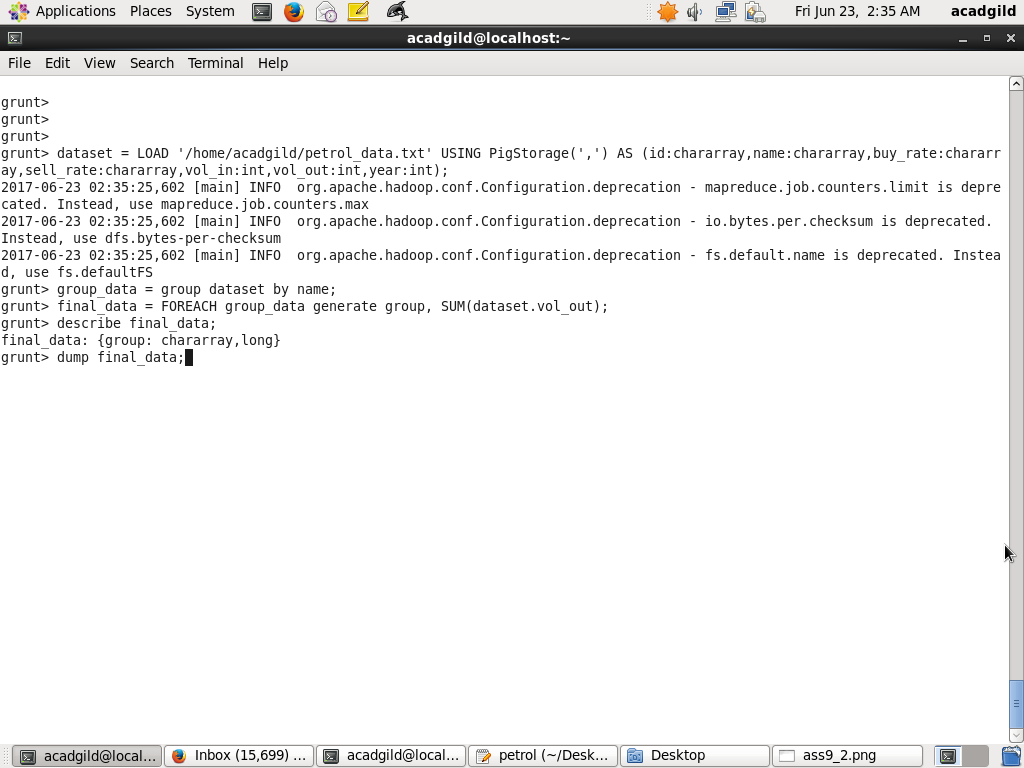 Applications Places System Fri Jun 23, 2:35 AM acadgild
acadgild@localhost:~
File Edit View Search Terminal Help
grunt>
grunt>
grunt>
grunt> dataset = LOAD '/home/acadgild/petrol_data.txt' USING PigStorage(',') AS (id:chararray,name:chararray,buy_rate:charar
ay,sell_rate:chararray,vol_in:int,vol_out:int,year:int);
2017-06-23 02:35:25,602 [main] INFO  org.apache.hadoop.conf.Configuration.deprecation - mapreduce.job.counters.limit is depre
cated. Instead, use mapreduce.job.counters.max
2017-06-23 02:35:25,602 [main] INFO  org.apache.hadoop.conf.Configuration.deprecation - io.bytes.per.checksum is deprecated.
Instead, use dfs.bytes-per-checksum
2017-06-23 02:35:25,602 [main] INFO  org.apache.hadoop.conf.Configuration.deprecation - fs.default.name is deprecated. Instea
d, use fs.defaultFS
grunt> group_data = group dataset by name;
grunt> final_data = FOREACH group_data generate group, SUM(dataset.vol_out);
grunt> describe final_data;
final_data: {group: chararray,long}
grunt> dump final_data;
acadgild@local... Inbox (15,699) ... acadgild@local... petrol (~/Desk... Desktop ass9_2.png